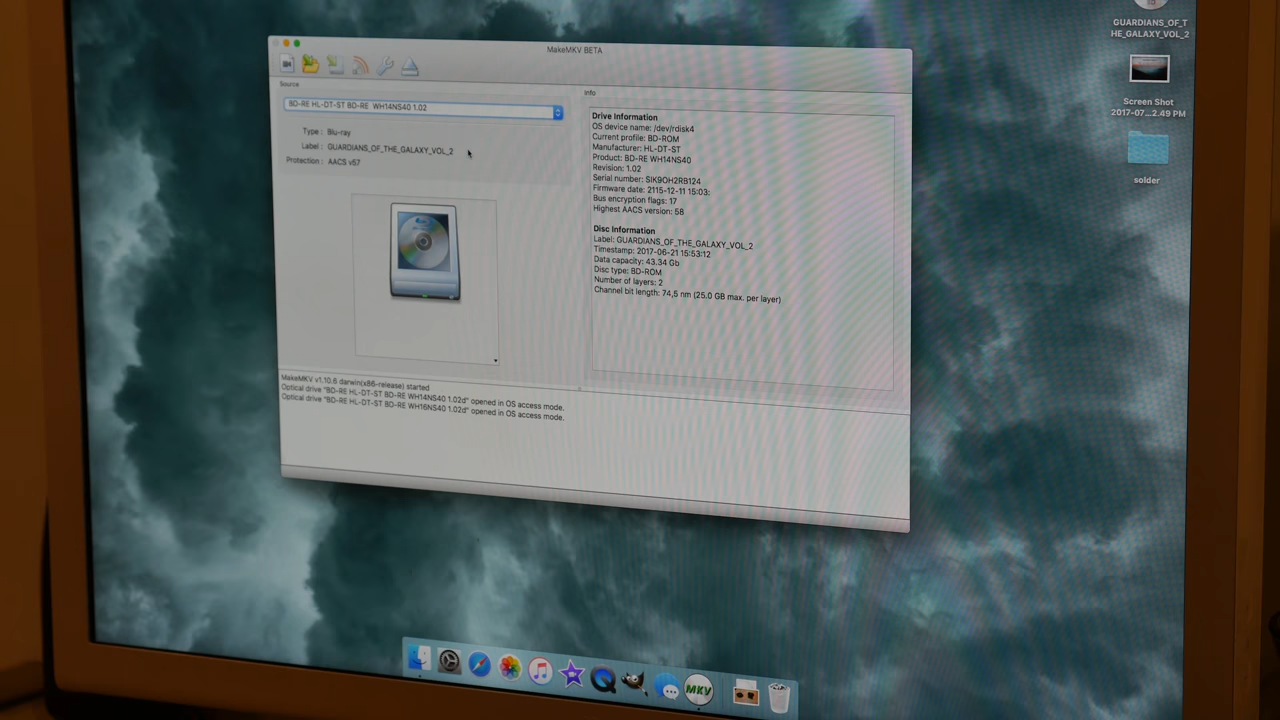 MakeMKV BETA
Source
BD-RE HL-DT-ST BD-RE WH14NS40 1.02
Type : Blu-ray
Label : GUARDIANS_OF_THE_GALAXY_VOL_2
Protection : AACS v57
Info
Drive Information
OS device name: /dev/rdisk4
Current profile: BD-ROM
Manufacturer: HL-DT-ST
Product: BD-RE WH14NS40
Revision: 1.02
Serial number: SIK9OH2RB124
Firmware date: 2115-12-11 15:03:
Bus encryption flags: 17
Highest AACS version: 58
Disc Information
Label: GUARDIANS_OF_THE_GALAXY_VOL_2
Timestamp: 2017-06-21 15:53:12
Data capacity: 43.34 Gb
Disc type: BD-ROM
Number of layers: 2
Channel bit length: 74,5 nm (25.0 GB max. per layer)
MakeMKV v1.10.6 darwin(x86-release) started
Optical drive "BD-RE HL-DT-ST BD-RE WH14NS40 1.02d" opened in OS access mode.
Optical drive "BD-RE HL-DT-ST BD-RE WH16NS40 1.02d" opened in OS access mode.
GUARDIANS_OF_T
HE_GALAXY_VOL_2
Screen Shot
2017-07...2.49 PM
solder
MKV